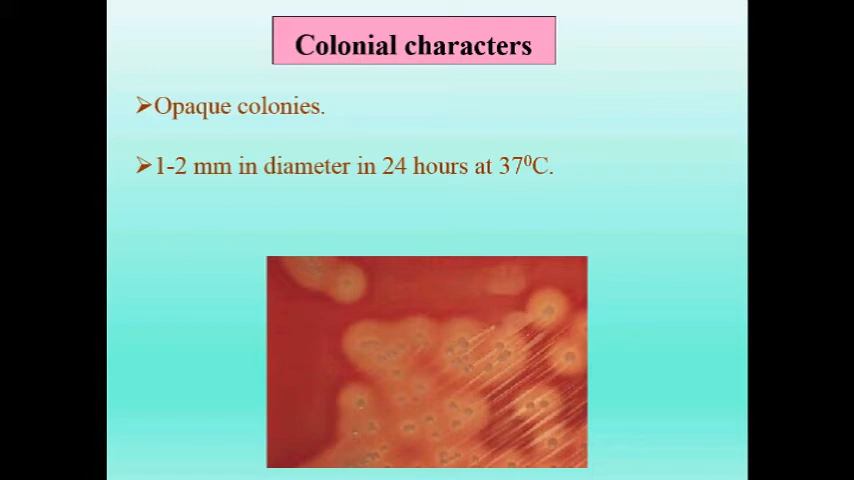 Colonial characters
➢Opaque colonies.
➢1-2 mm in diameter in 24 hours at 37⁰C.